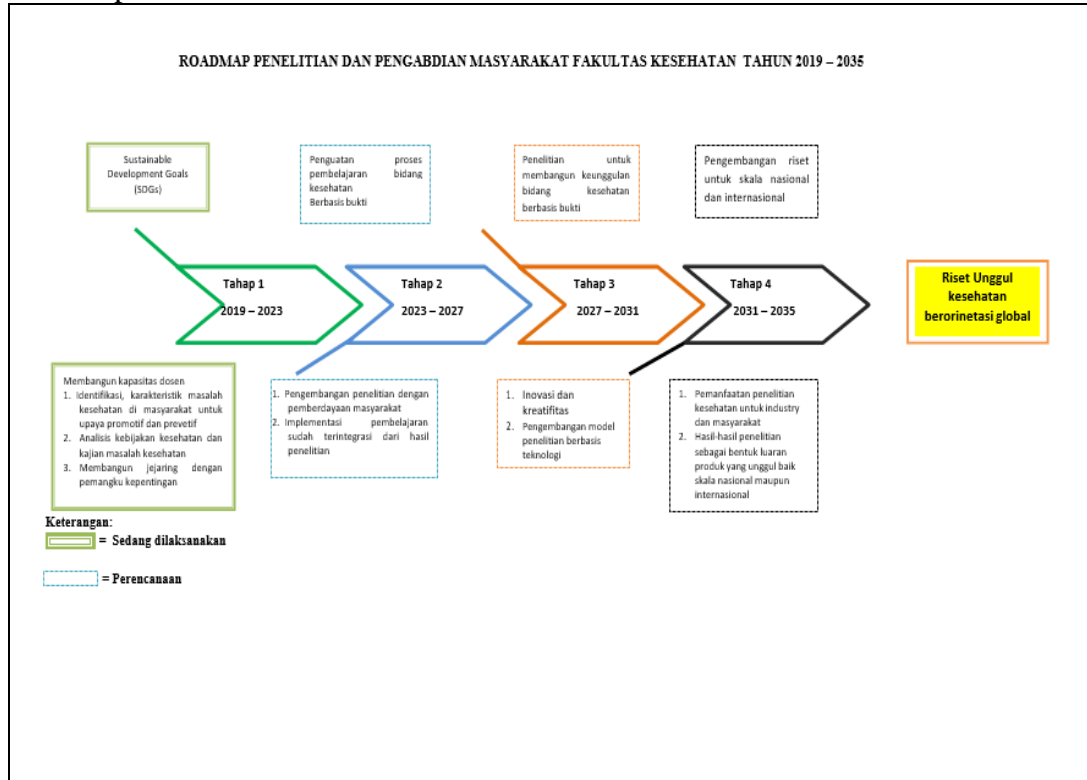 ROADMAP PENELITIAN DAN PENGABDIAN MASYARAKAT FAKULTAS KESEHATAN TAHUN 2019 – 2035
Sustainable
Development Goals
(SDGs)
Penguatan proses
pembelajaran bidang
kesehatan
Berbasis bukti
Penelitian untuk
membangun keunggulan
bidang kesehatan
berbasis bukti
Pengembangan riset
untuk skala nasional
dan internasional
Tahap 1
2019 – 2023
Tahap 2
2023 – 2027
Tahap 3
2027 – 2031
Tahap 4
2031 – 2035
Riset Unggul
kesehatan
berorinetasi global
Membangun kapasitas dosen
1. Identifikasi, karakteristik masalah
kesehatan di masyarakat untuk
upaya promotif dan prevetif
2. Analisis kebijakan kesehatan dan
kajian masalah kesehatan
3. Membangun jejaring dengan
pemangku kepentingan
1. Pengembangan penelitian dengan
pemberdayaan masyarakat
2. Implementasi pembelajaran
sudah terintegrasi dari hasil
penelitian
1. Inovasi dan
kreatifitas
2. Pengembangan model
penelitian berbasis
teknologi
1. Pemanfaatan penelitian
kesehatan untuk industry
dan masyarakat
2. Hasil-hasil penelitian
sebagai bentuk luaran
produk yang unggul baik
skala nasional maupun
internasional
Keterangan:
= Sedang dilaksanakan
= Perencanaan